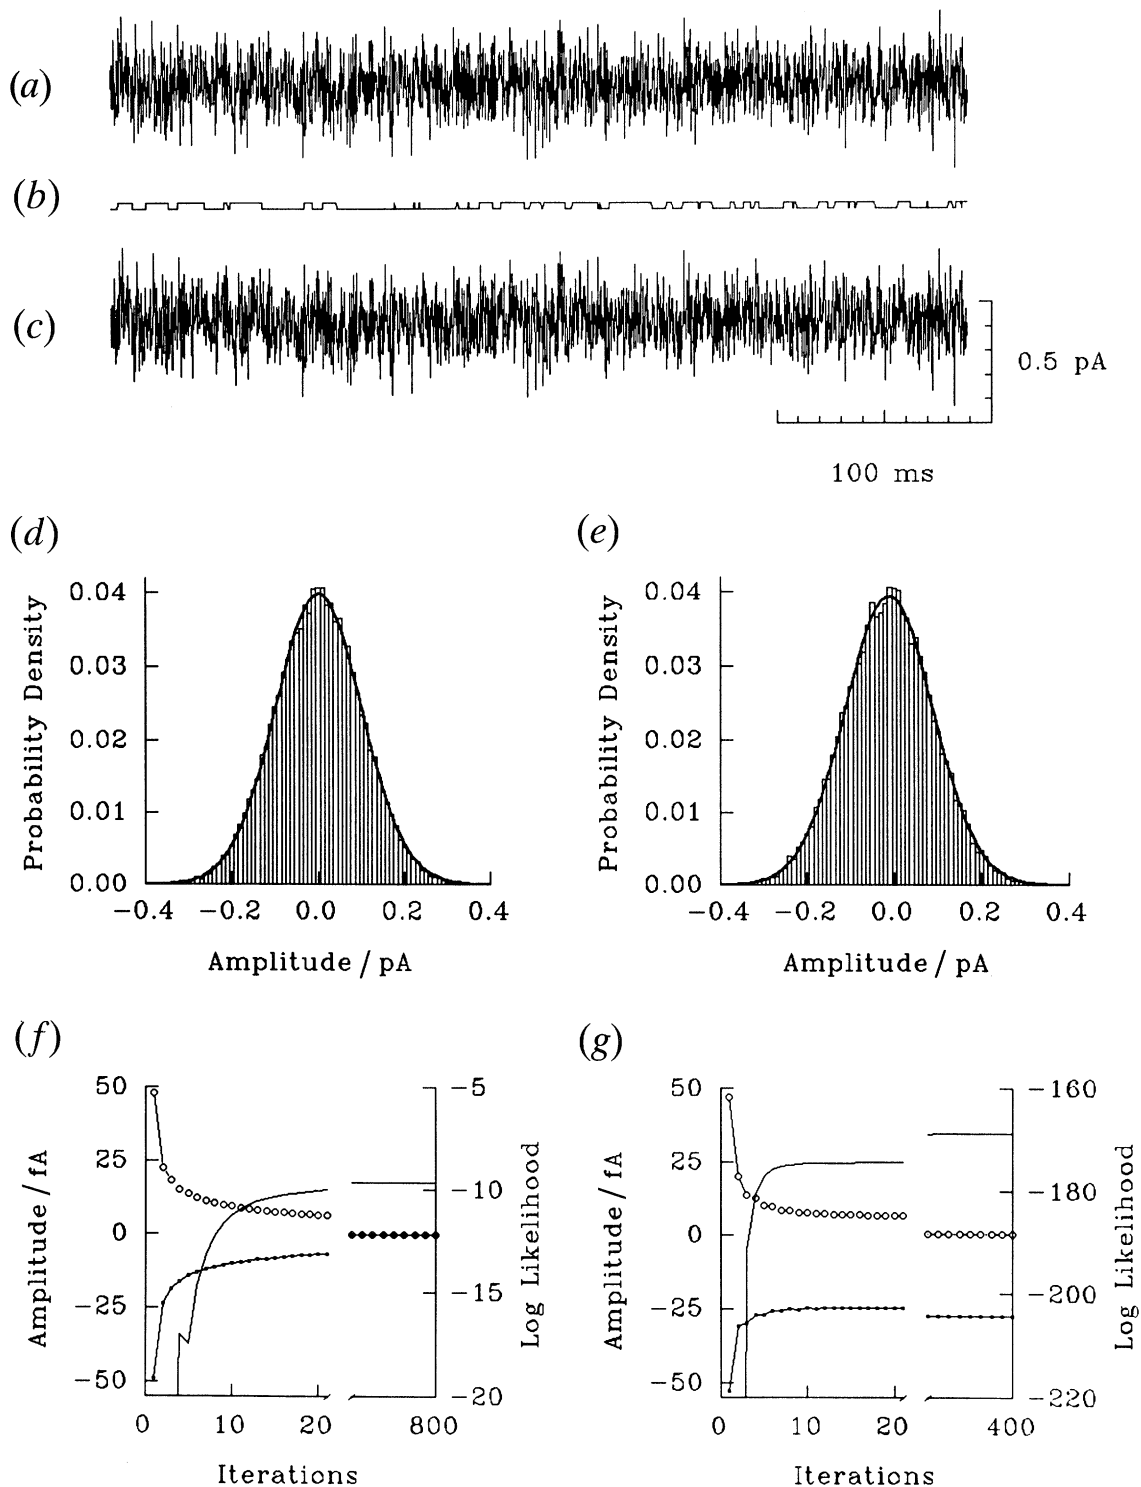 (a)
(b)
(c)
0.5 pA
100 ms
(d)
(e)
Probability Density
0.04
0.03
0.02
0.01
0.00
−0.4 −0.2 0.0 0.2 0.4
Amplitude / pA
Probability Density
0.04
0.03
0.02
0.01
0.00
−0.4 −0.2 0.0 0.2 0.4
Amplitude / pA
(f)
(g)
Amplitude / fA
50
25
0
−25
−50
−5
−10
−15
−20
Log Likelihood
0 10 20 800
Iterations
Amplitude / fA
50
25
0
−25
−50
−160
−180
−200
−220
Log Likelihood
0 10 20 400
Iterations